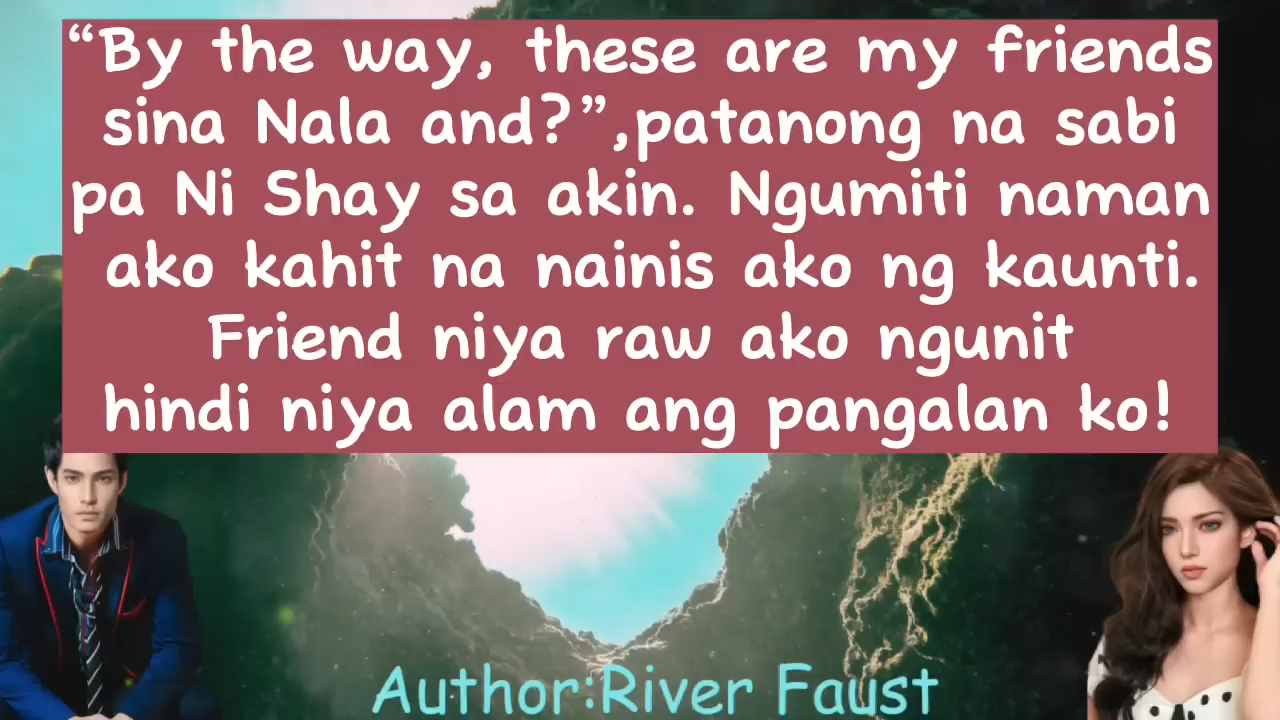 “By the way, these are my friends
sina Nala and?”,patanong na sabi
pa Ni Shay sa akin. Ngumiti naman
ako kahit na nainis ako ng kaunti.
Friend niya raw ako ngunit
hindi niya alam ang pangalan ko!
Author:River Faust